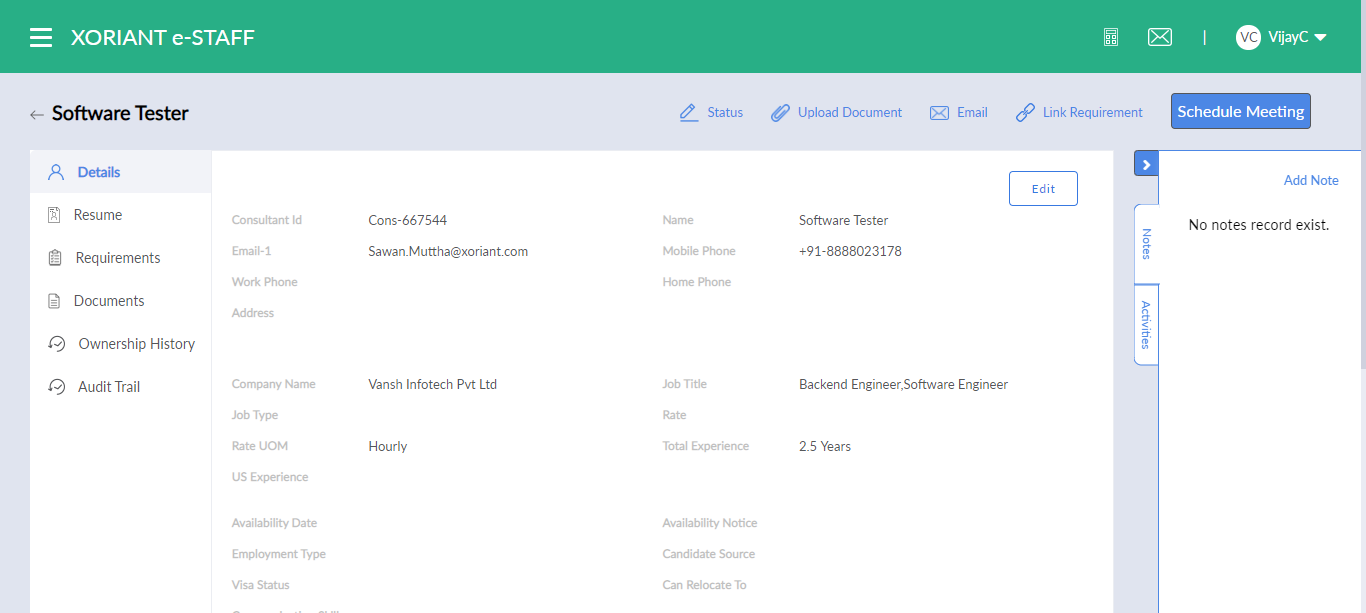 XORIANT e-STAFF
VC VijayC
Software Tester
Status Upload Document Email Link Requirement Schedule Meeting
Details
Resume
Requirements
Documents
Ownership History
Audit Trail
Edit
Consultant Id Cons-667544 Name Software Tester
Email-1 Sawan.Muttha@xoriant.com Mobile Phone +91-8888023178
Work Phone Home Phone
Address
Company Name Vansh Infotech Pvt Ltd Job Title Backend Engineer,Software Engineer
Job Type Rate
Rate UOM Hourly Total Experience 2.5 Years
US Experience
Availability Date Availability Notice
Employment Type Candidate Source
Visa Status Can Relocate To
Notes
Activities
Add Note
No notes record exist.